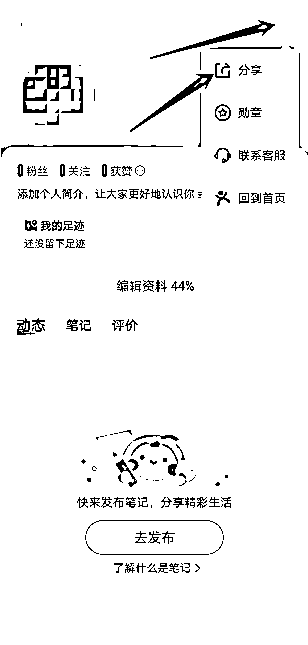 分享
勋章
联系客服
回到首页
0粉丝 0关注 0获赞
添加个人简介，让大家更好地认识你
我的足迹
还没留下足迹
编辑资料 44%
动态 笔记 评价
快来发布笔记，分享精彩生活
去发布
了解什么是笔记 >